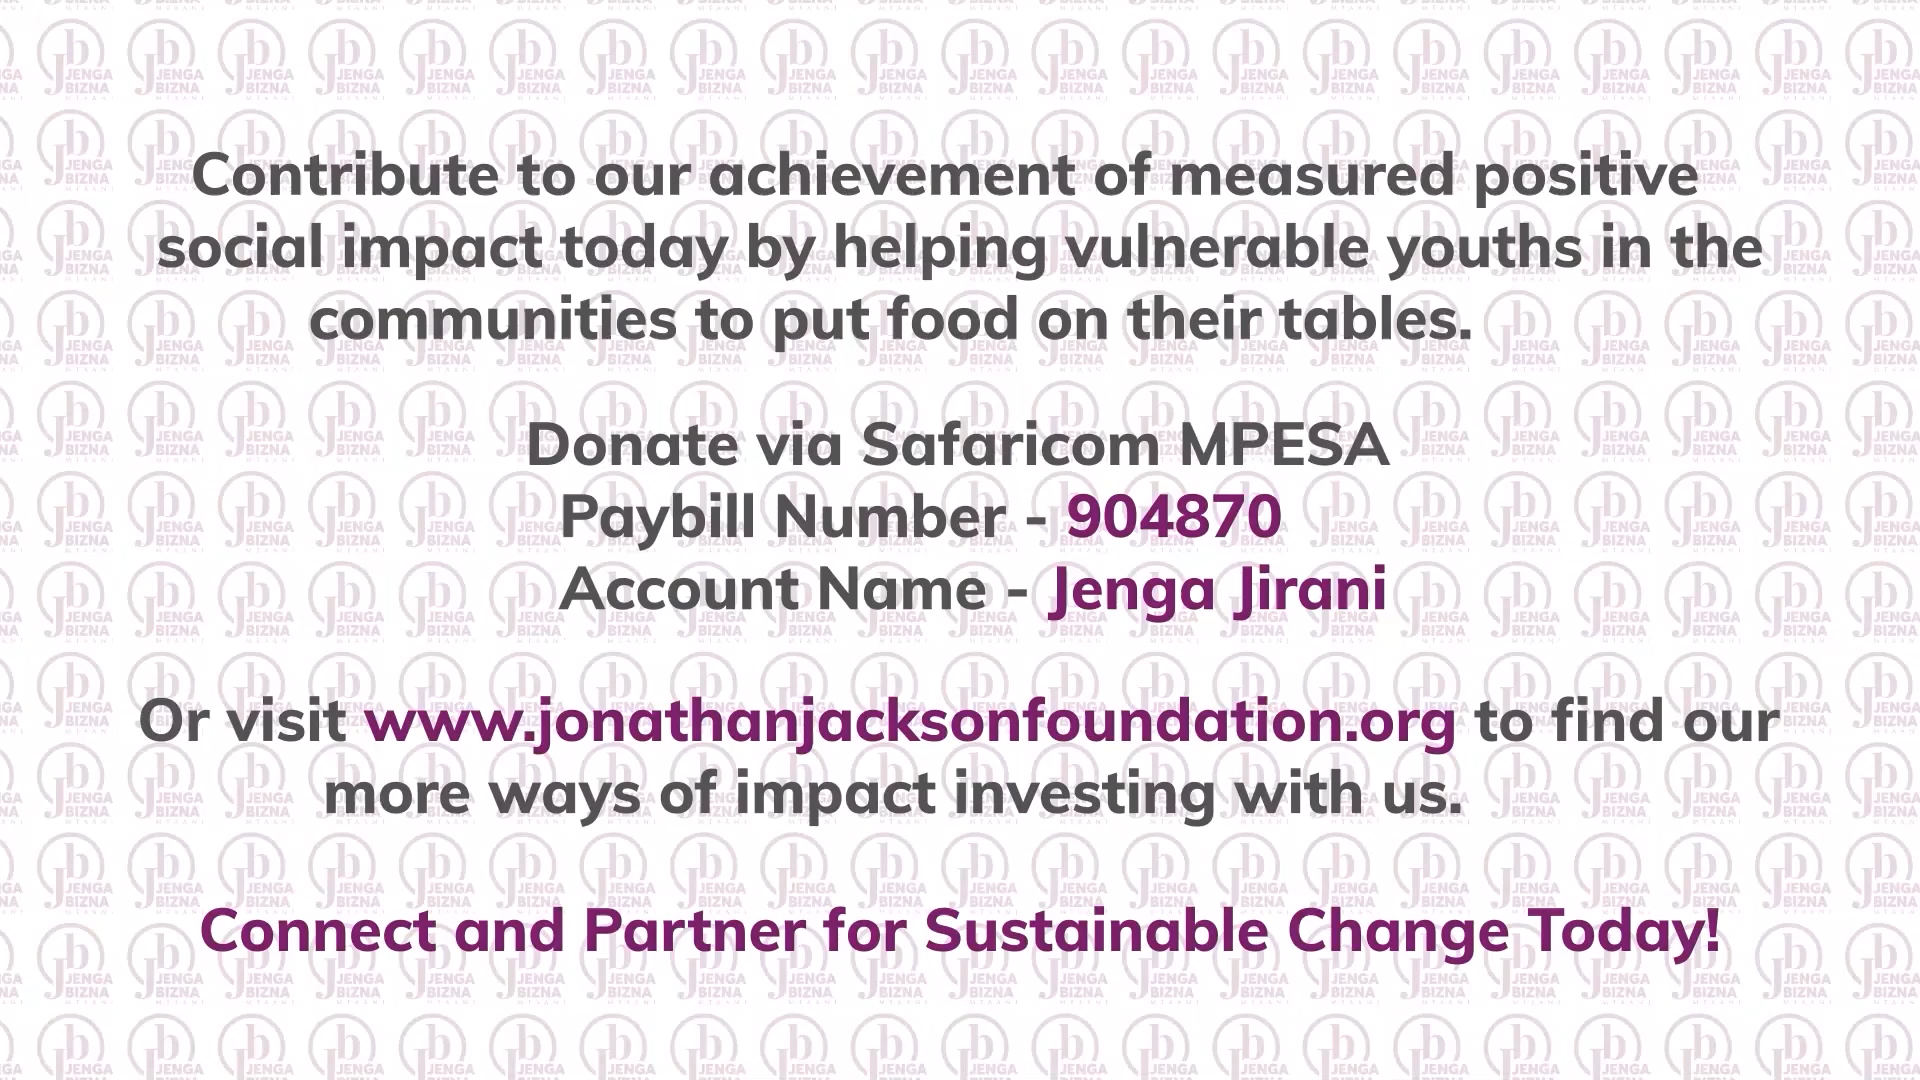 Contribute to our achievement of measured positive
social impact today by helping vulnerable youths in the
communities to put food on their tables.
Donate via Safaricom MPESA
Paybill Number - 904870
Account Name - Jenga Jirani
Or visit www.jonathanjacksonfoundation.org to find our
more ways of impact investing with us.
Connect and Partner for Sustainable Change Today!
JENGA
BIZNA